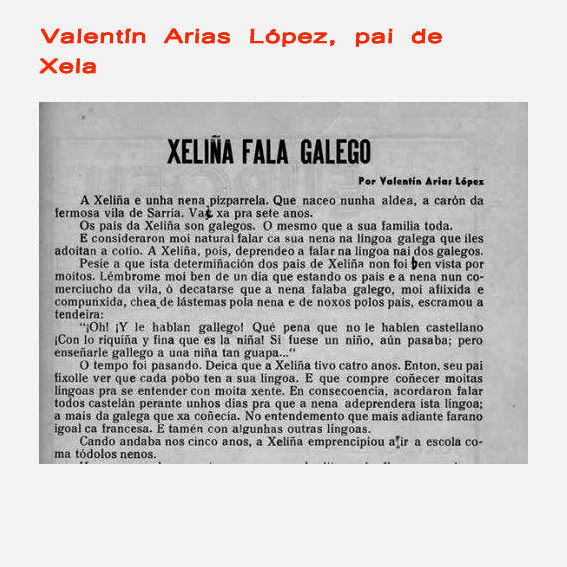 Valentín Arias López, pai de
Xela
XELIÑA FALA GALEGO
Por Valentín Arias López
A Xeliña e unha nena pizparrela. Que naceo nunha aldea, a carón da
fermosa vila de Sarria. Vai xa pra sete anos.
Os pais da Xeliña son galegos. O mesmo que a sua familia toda.
E consideraron moi natural falar ca sua nena na lingoa galega que iles
adoitan a cotío. A Xeliña, pois, deprendeo a falar na lingoa nai dos galegos.
Pesie a que ista determiñación dos pais de Xeliña non foi ben vista por
moitos. Lémbrome moi ben de un dia que estando os pais e a nena nun co-
merciucho da vila, ó decatarse que a nena falaba galego, moi aflixida e
compunxida, chea de lástemas pola nena e de noxos polos pais, escramou a
tendeira:
"¡Oh! ¡Y le hablan gallego! Qué pena que no le hablen castellano
¡Con lo riquiña y fina que es la niña! Si fuese un niño, aún pasaba; pero
enseñarle gallego a una niña tan guapa..."
O tempo foi pasando. Deica que a Xeliña tivo catro anos. Enton, seu pai
fixolle ver que cada pobo ten a sua lingoa. E que compre coñecer moitas
lingoas pra se entender con moita xente. En consecoencia, acordaron falar
todos castelán perante unhos dias pra que a nena adeprendera ista lingoa;
a mais da galega que xa coñecía. No entendemento que mais adiante farano
igoal ca francesa. E tamén con algunhas outras lingoas.
Cando andaba nos cinco anos, a Xeliña emprencipiou a ir a escola co-
ma tódolos nenos.